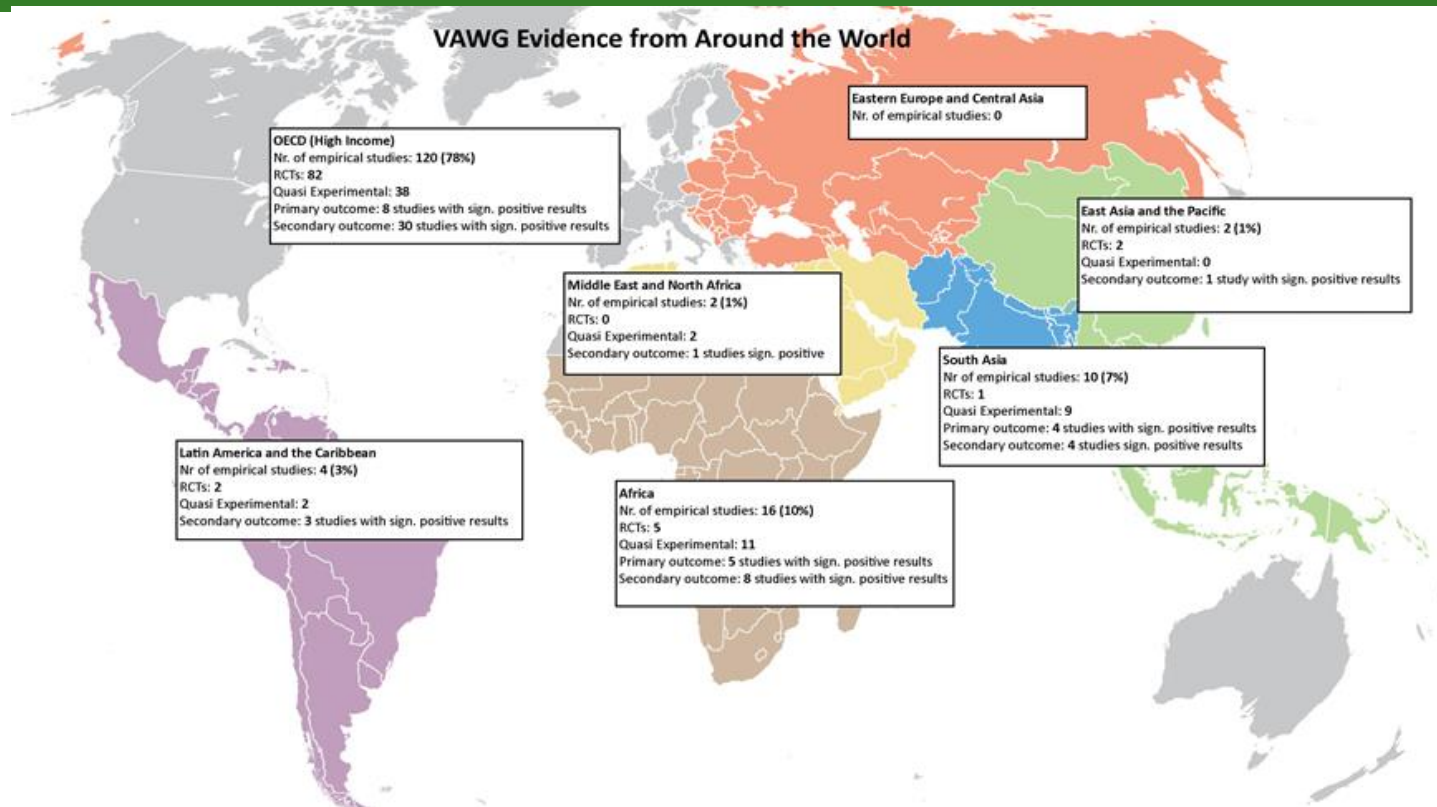 VAWG Evidence from Around the World
Eastern Europe and Central Asia
Nr. of empirical studies: 0
OECD (High Income)
Nr. of empirical studies: 120 (78%)
RCTs: 82
Quasi Experimental: 38
Primary outcome: 8 studies with sign. positive results
Secondary outcome: 30 studies with sign. positive results
East Asia and the Pacific
Nr. of empirical studies: 2 (1%)
RCTs: 2
Quasi Experimental: 0
Secondary outcome: 1 study with sign. positive results
Middle East and North Africa
Nr. of empirical studies: 2 (1%)
RCTs: 0
Quasi Experimental: 2
Secondary outcome: 1 studies sign. positive
South Asia
Nr of empirical studies: 10 (7%)
RCTs: 1
Quasi Experimental: 9
Primary outcome: 4 studies with sign. positive results
Secondary outcome: 4 studies sign. positive results
Latin America and the Caribbean
Nr of empirical studies: 4 (3%)
RCTs: 2
Quasi Experimental: 2
Secondary outcome: 3 studies with sign. positive results
Africa
Nr. of empirical studies: 16 (10%)
RCTs: 5
Quasi Experimental: 11
Primary outcome: 5 studies with sign. positive results
Secondary outcome: 8 studies with sign. positive results